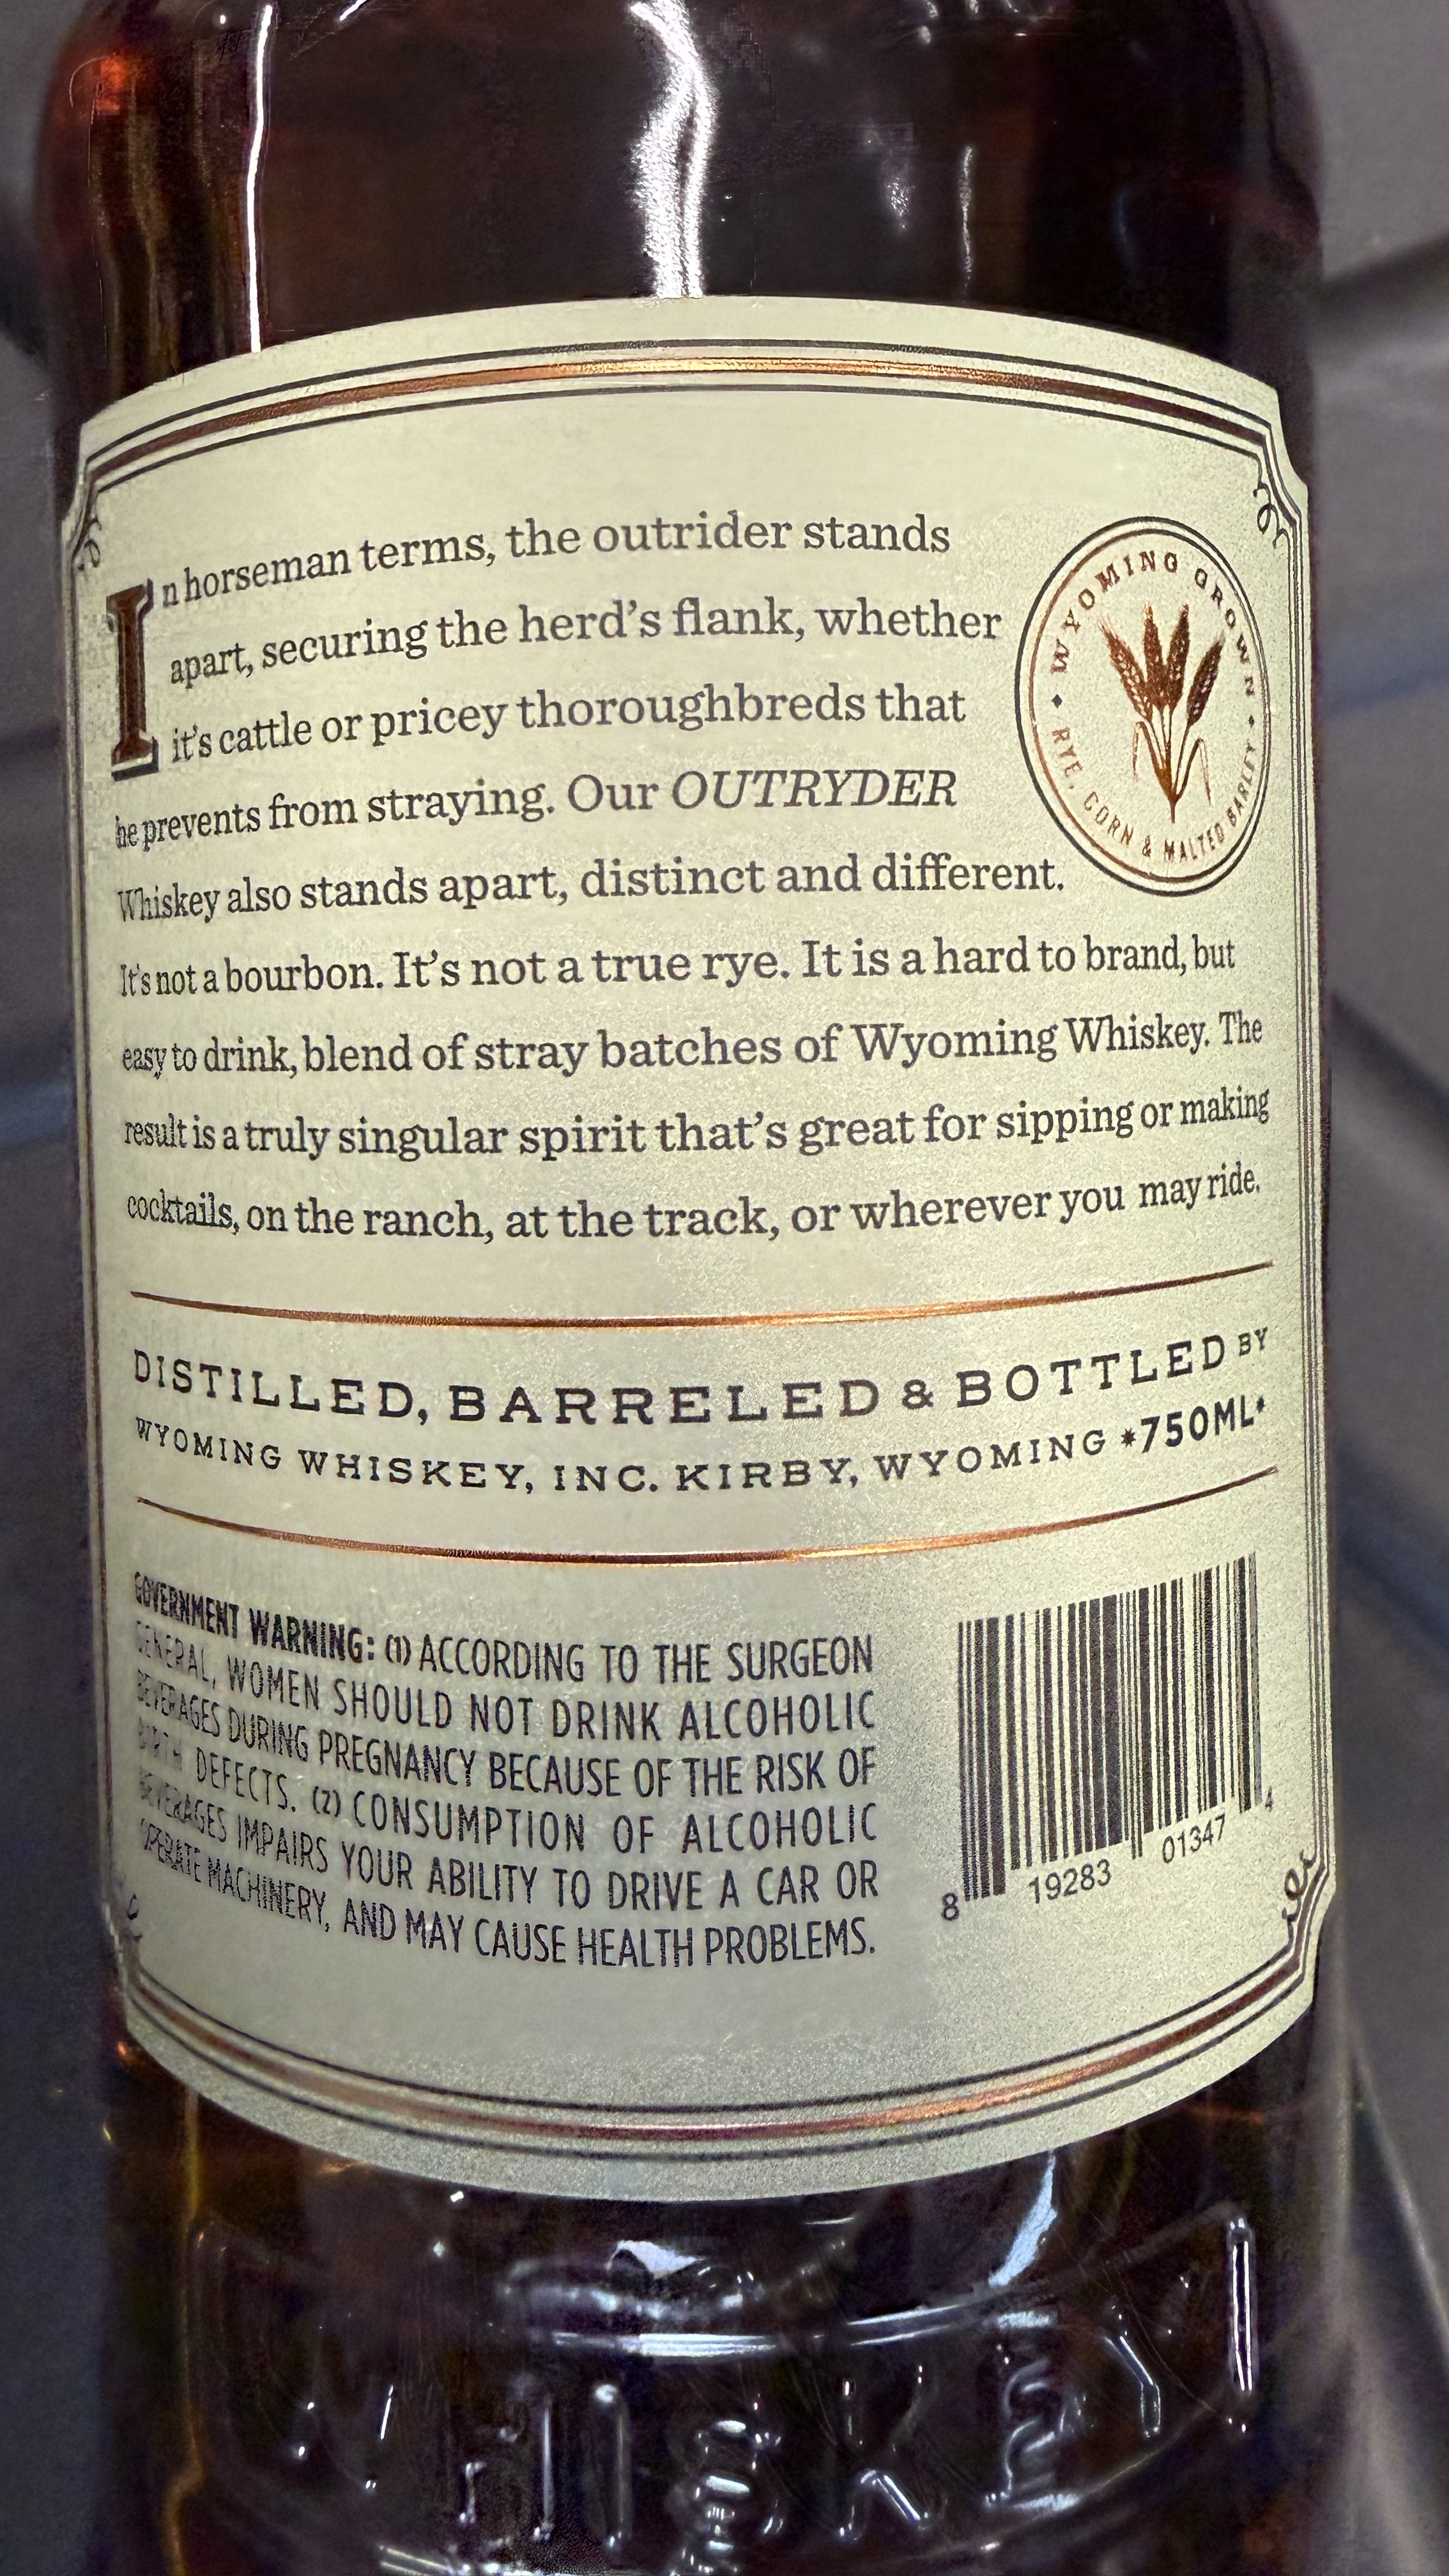 In horseman terms, the outrider stands
apart, securing the herd's flank, whether
it's cattle or pricey thoroughbreds that
he prevents from straying. Our OUTRYDER
Whiskey also stands apart, distinct and different.
It's not a bourbon. It's not a true rye. It is a hard to brand, but
easy to drink, blend of stray batches of Wyoming Whiskey. The
result is a truly singular spirit that's great for sipping or making
cocktails, on the ranch, at the track, or wherever you may ride.
WYOMING GROWN
RYE, CORN & MALTED BARLEY
DISTILLED, BARRELED & BOTTLED BY
WYOMING WHISKEY, INC. KIRBY, WYOMING *750ML*
GOVERNMENT WARNING: (1) ACCORDING TO THE SURGEON
GENERAL, WOMEN SHOULD NOT DRINK ALCOHOLIC
BEVERAGES DURING PREGNANCY BECAUSE OF THE RISK OF
BIRTH DEFECTS. (2) CONSUMPTION OF ALCOHOLIC
BEVERAGES IMPAIRS YOUR ABILITY TO DRIVE A CAR OR
OPERATE MACHINERY, AND MAY CAUSE HEALTH PROBLEMS.
8 19283 01347 4
WHISKEY